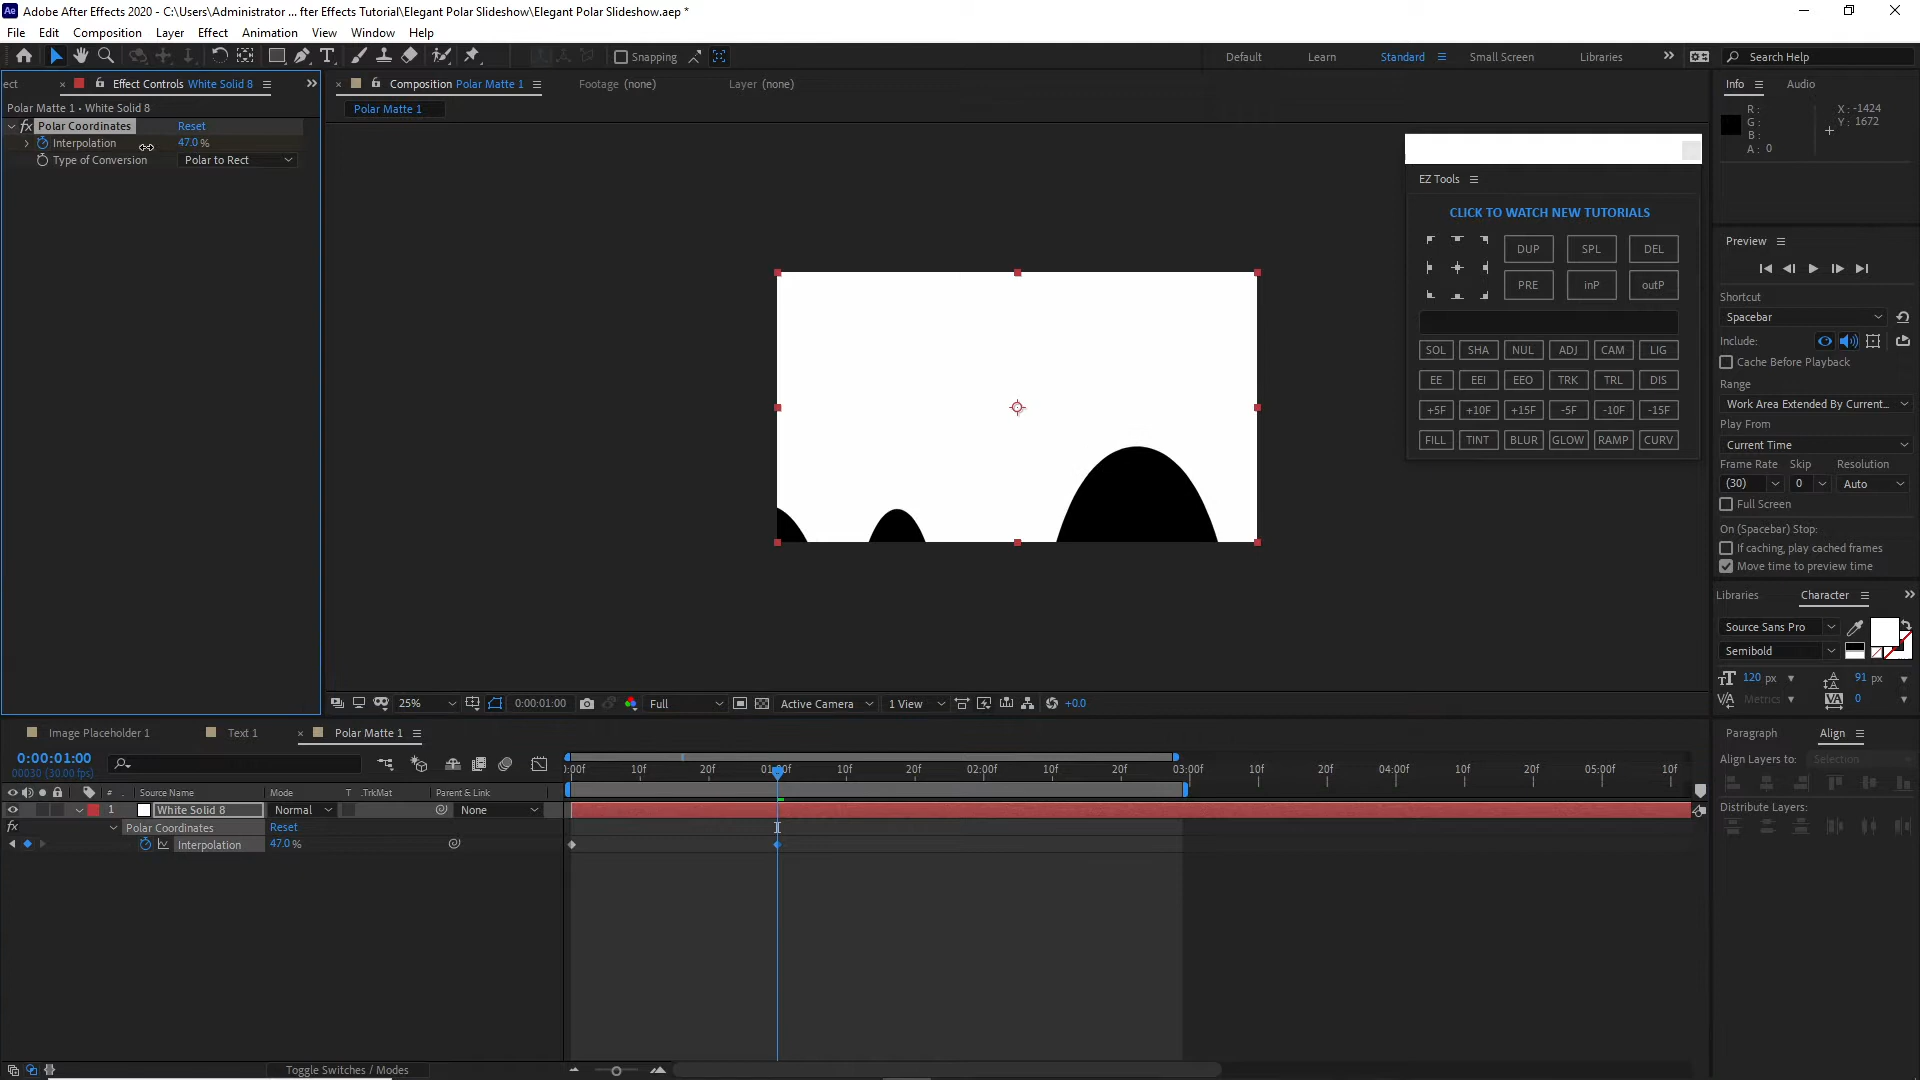 Ae Adobe After Effects 2020 - C:\Users\Administrator ... fter Effects Tutorial\Elegant Polar Slideshow\Elegant Polar Slideshow.aep *
File Edit Composition Layer Effect Animation View Window Help
Snapping
Default Learn Standard Small Screen Libraries Search Help
ect Effect Controls White Solid 8
Polar Matte 1 • White Solid 8
fx Polar Coordinates Reset
Interpolation 47.0 %
Type of Conversion Polar to Rect
Composition Polar Matte 1 Footage (none) Layer (none)
Polar Matte 1
EZ Tools
CLICK TO WATCH NEW TUTORIALS
DUP SPL DEL
PRE inP outP
SOL SHA NUL ADJ CAM LIG
EE EEI EEO TRK TRL DIS
+5F +10F +15F -5F -10F -15F
FILL TINT BLUR GLOW RAMP CURV
25% 0:00:01:00 Full Active Camera 1 View +0.0
Info Audio
R : X : -1424
G : Y : 1672
B :
A : 0
Preview
Shortcut
Spacebar
Include:
Cache Before Playback
Range
Work Area Extended By Current...
Play From
Current Time
Frame Rate Skip Resolution
(30) 0 Auto
Full Screen
On (Spacebar) Stop:
If caching, play cached frames
Move time to preview time
Libraries Character
Source Sans Pro
Semibold
120 px 91 px
Metrics 0
Paragraph Align
Align Layers to: Selection
Distribute Layers:
Image Placeholder 1 Text 1 Polar Matte 1
0:00:01:00
00030 (30.00 fps)
:00f 10f 20f 01:00f 10f 20f 02:00f 10f 20f 03:00f 10f 20f 04:00f 10f 20f 05:00f 10f
# Source Name Mode T .TrkMat Parent & Link
1 White Solid 8 Normal None
fx Polar Coordinates Reset
Interpolation 47.0 %
Toggle Switches / Modes